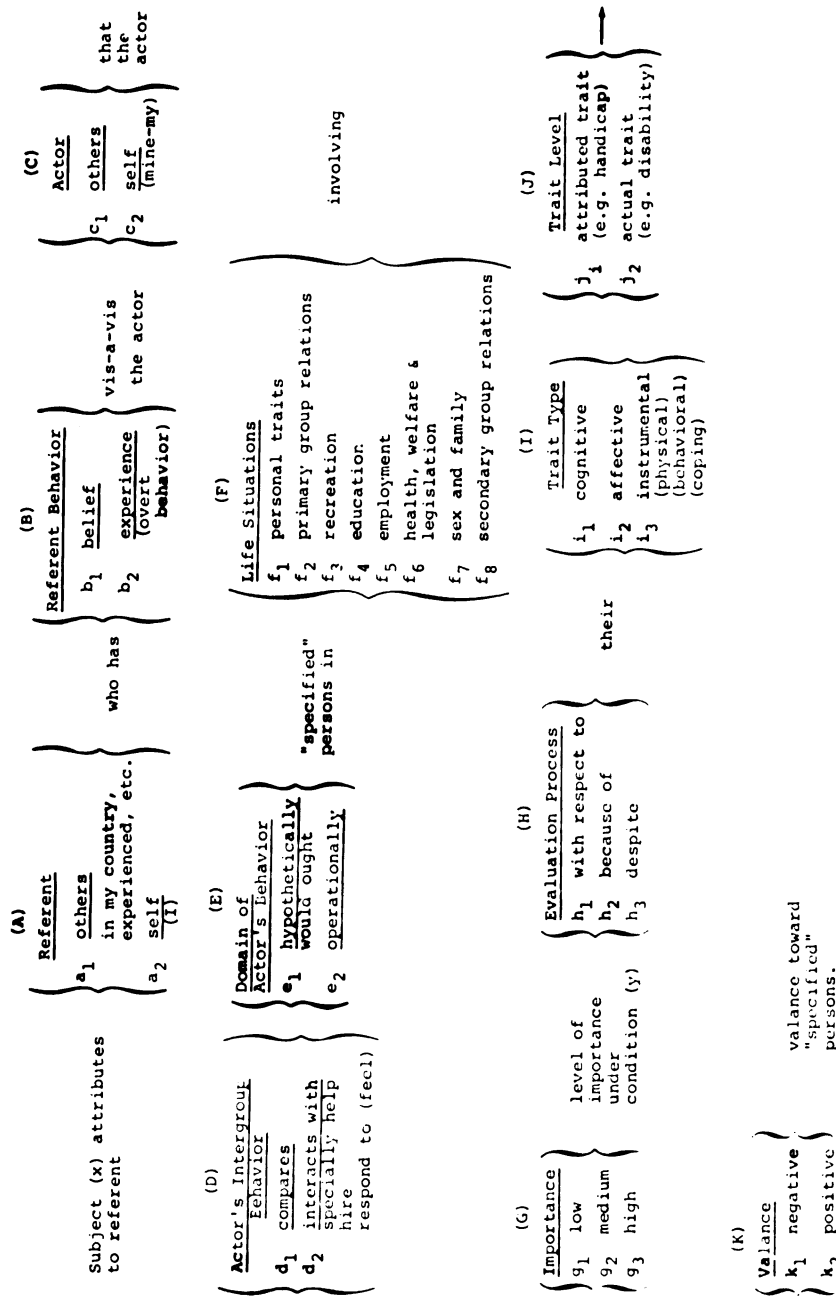 Subject (x) attributes
to referent
(A)
Referent
a1 others
in my country,
experienced, etc.
a2 self
(I)
who has
(B)
Referent Behavior
b1 belief
b2 experience
(overt
behavior)
vis-a-vis
the actor
(C)
Actor
c1 others
c2 self
(mine-my)
that
the
actor
(D)
Actor's Intergroup
Behavior
d1 compares
d2 interacts with
specially help
hire
respond to (feel)
(E)
Domain of
Actor's Behavior
e1 hypothetically
would ought
e2 operationally
"specified"
persons in
(F)
Life Situations
f1 personal traits
f2 primary group relations
f3 recreation
f4 education
f5 employment
f6 health, welfare &
legislation
f7 sex and family
f8 secondary group relations
involving
(G)
Importance
g1 low
g2 medium
g3 high
level of
importance
under
condition (y)
(H)
Evaluation Process
h1 with respect to
h2 because of
h3 despite
their
(I)
Trait Type
i1 cognitive
i2 affective
i3 instrumental
(physical)
(behavioral)
(coping)
(J)
Trait Level
j1 attributed trait
(e.g. handicap)
j2 actual trait
(e.g. disability)
(K)
Valance
k1 negative
k2 positive
valance toward
"specified"
persons.